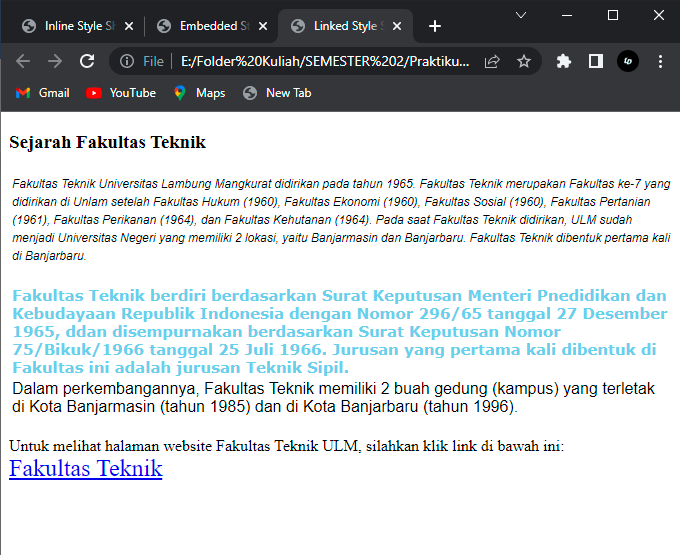 Inline Style Sh
Embedded St
Linked Style S
File
E:/Folder%20Kuliah/SEMESTER%202/Praktiku...
Gmail
YouTube
Maps
New Tab
Sejarah Fakultas Teknik
Fakultas Teknik Universitas Lambung Mangkurat didirikan pada tahun 1965. Fakultas Teknik merupakan Fakultas ke-7 yang
didirikan di Unlam setelah Fakultas Hukum (1960), Fakultas Ekonomi (1960), Fakultas Sosial (1960), Fakultas Pertanian
(1961), Fakultas Perikanan (1964), dan Fakultas Kehutanan (1964). Pada saat Fakultas Teknik didirikan, ULM sudah
menjadi Universitas Negeri yang memiliki 2 lokasi, yaitu Banjarmasin dan Banjarbaru. Fakultas Teknik dibentuk pertama kali
di Banjarbaru.
Fakultas Teknik berdiri berdasarkan Surat Keputusan Menteri Pnedidikan dan
Kebudayaan Republik Indonesia dengan Nomor 296/65 tanggal 27 Desember
1965, ddan disempurnakan berdasarkan Surat Keputusan Nomor
75/Bikuk/1966 tanggal 25 Juli 1966. Jurusan yang pertama kali dibentuk di
Fakultas ini adalah jurusan Teknik Sipil.
Dalam perkembangannya, Fakultas Teknik memiliki 2 buah gedung (kampus) yang terletak
di Kota Banjarmasin (tahun 1985) dan di Kota Banjarbaru (tahun 1996).
Untuk melihat halaman website Fakultas Teknik ULM, silahkan klik link di bawah ini:
Fakultas Teknik